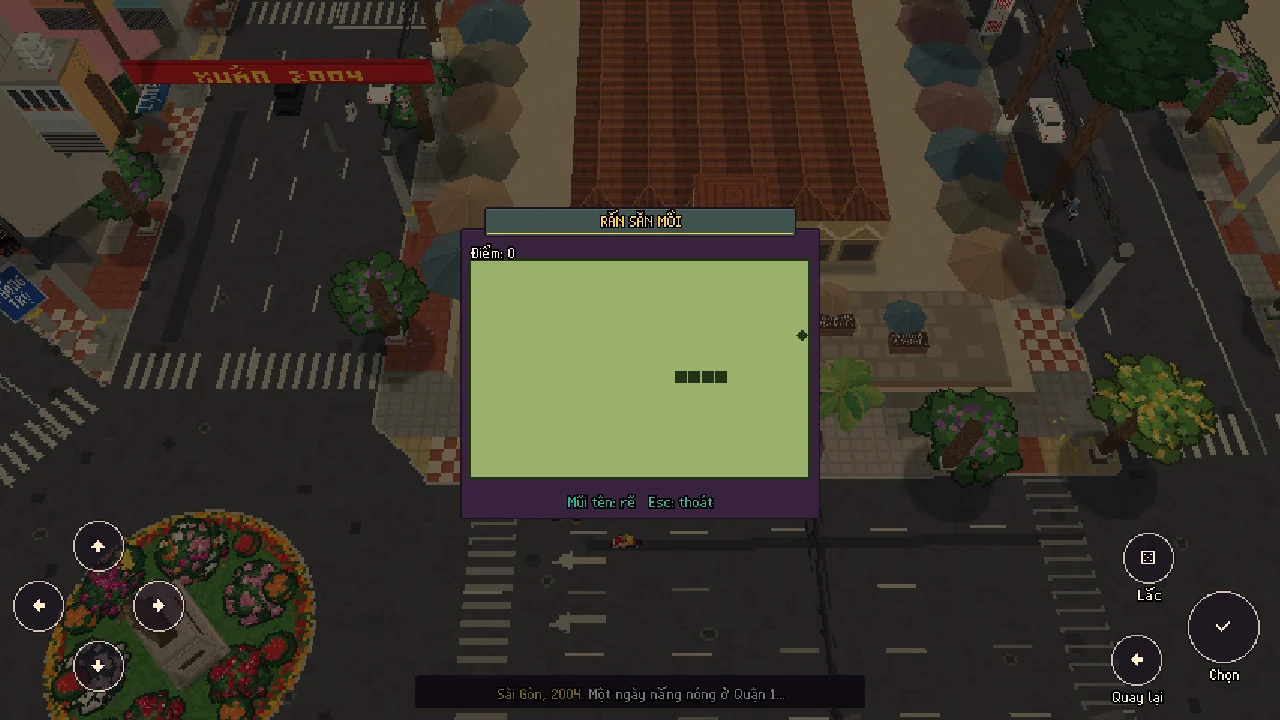 XUÂN 2004
RẮN SĂN MỒI
Điểm: 0
Mũi tên: rẽ Esc: thoát
Lắc
Chọn
Quay lại
Sài Gòn, 2004. Một ngày nắng nóng ở Quận 1...